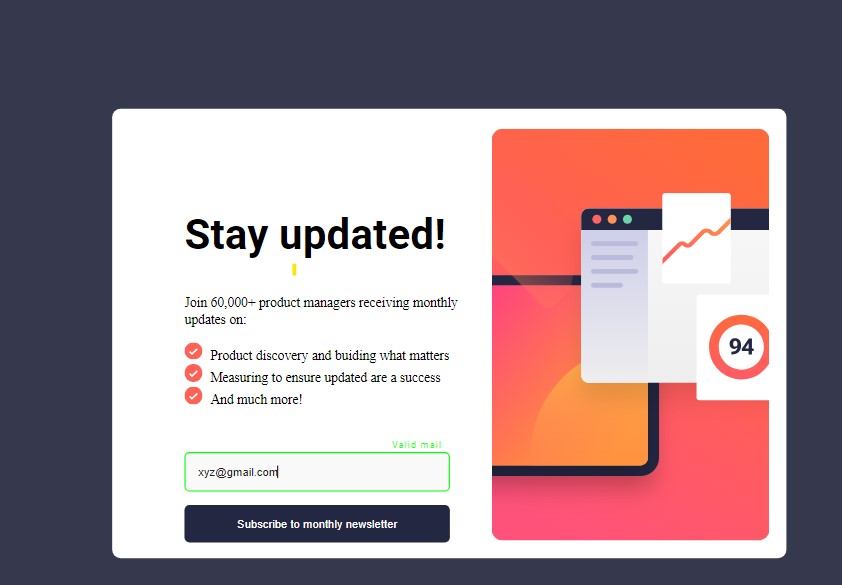 Stay updated!
Join 60,000+ product managers receiving monthly
updates on:
Product discovery and buiding what matters
Measuring to ensure updated are a success
And much more!
Valid mail
xyz@gmail.com
Subscribe to monthly newsletter
94